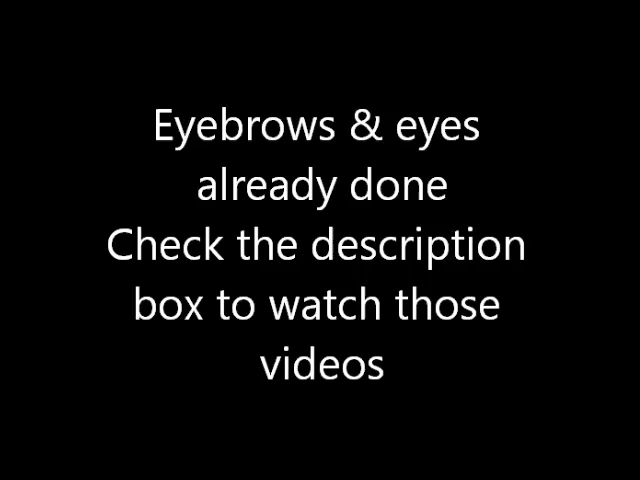 Eyebrows & eyes
already done
Check the description
box to watch those
videos